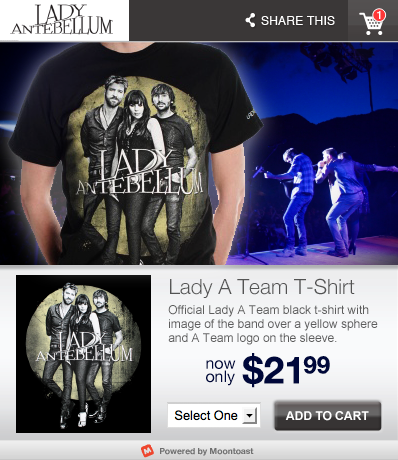 LADY
ANTEBELLUM
SHARE THIS
1
LADY
ANTEBELLUM
Lady A Team T-Shirt
Official Lady A Team black t-shirt with
image of the band over a yellow sphere
and A Team logo on the sleeve.
LADY
ANTEBELLUM
now
only
$21.99
Select One
ADD TO CART
M
Powered by Moontoast